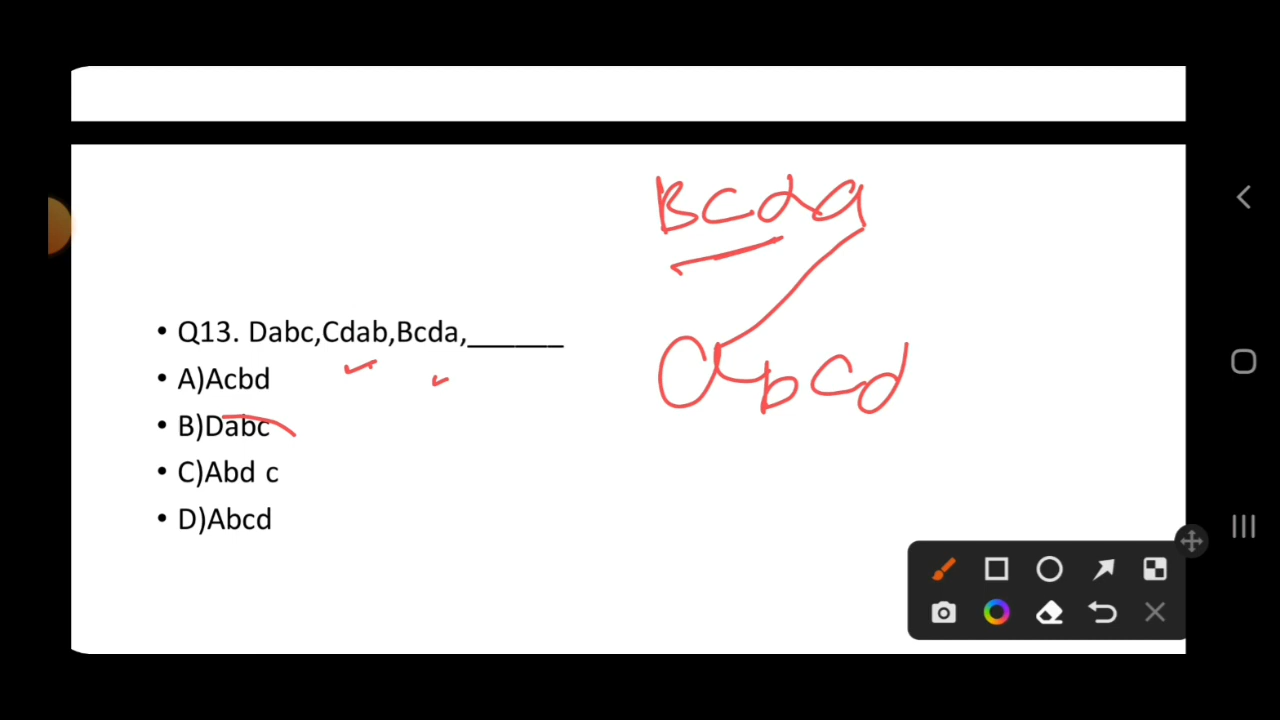 Bcda
abcd
• Q13. Dabc,Cdab,Bcda,______
• A)Acbd
• B)Dabc
• C)Abd c
• D)Abcd